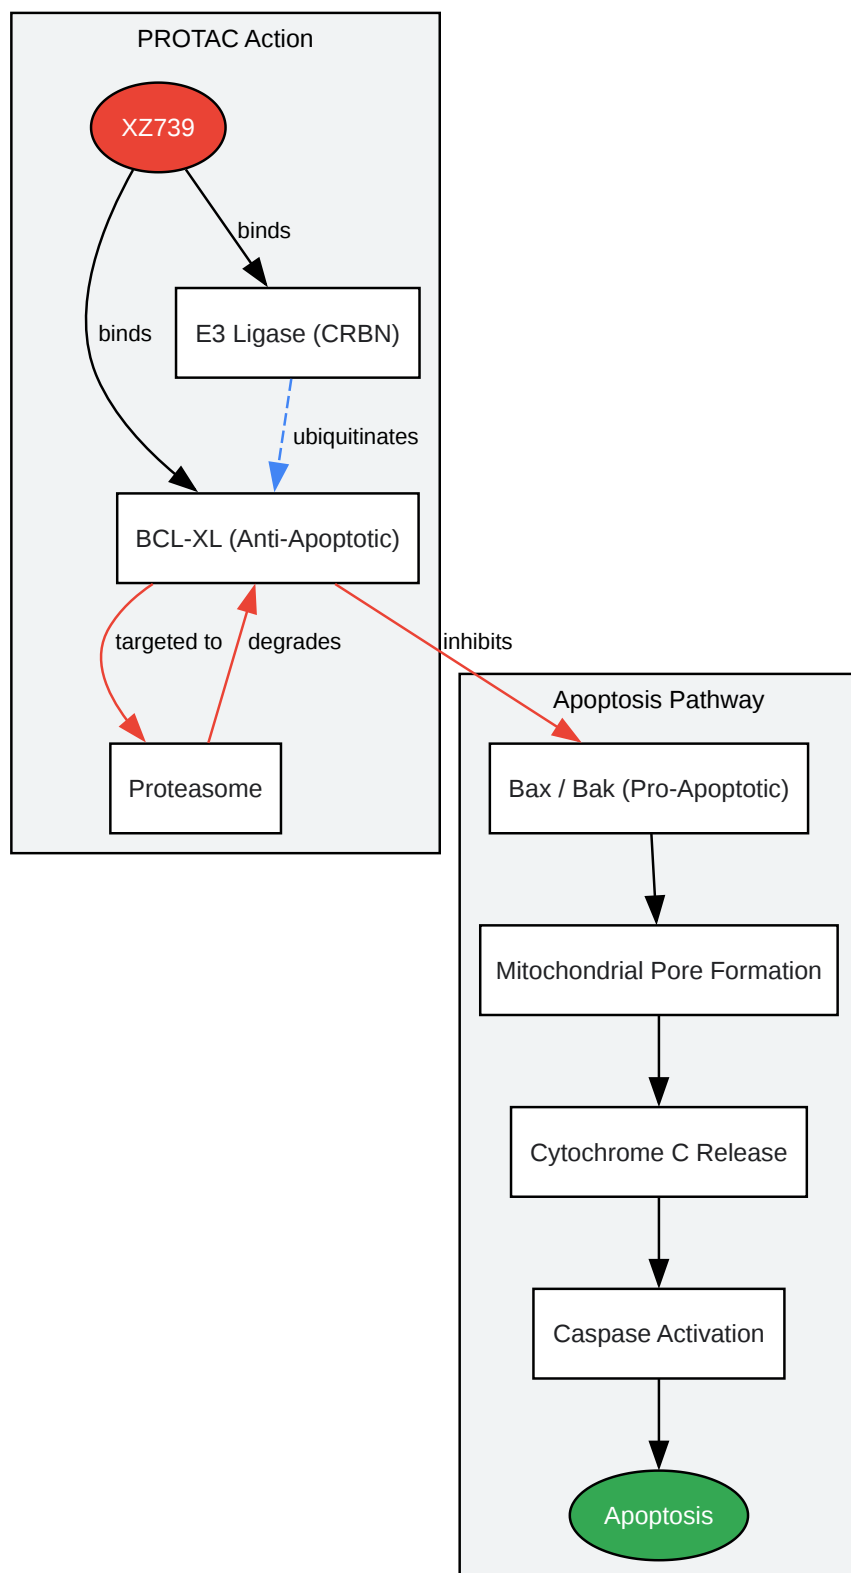 PROTAC Action
XZ739
binds
E3 Ligase (CRBN)
binds
ubiquitinates
BCL-XL (Anti-Apoptotic)
targeted to
degrades
inhibits
Proteasome
Apoptosis Pathway
Bax / Bak (Pro-Apoptotic)
Mitochondrial Pore Formation
Cytochrome C Release
Caspase Activation
Apoptosis